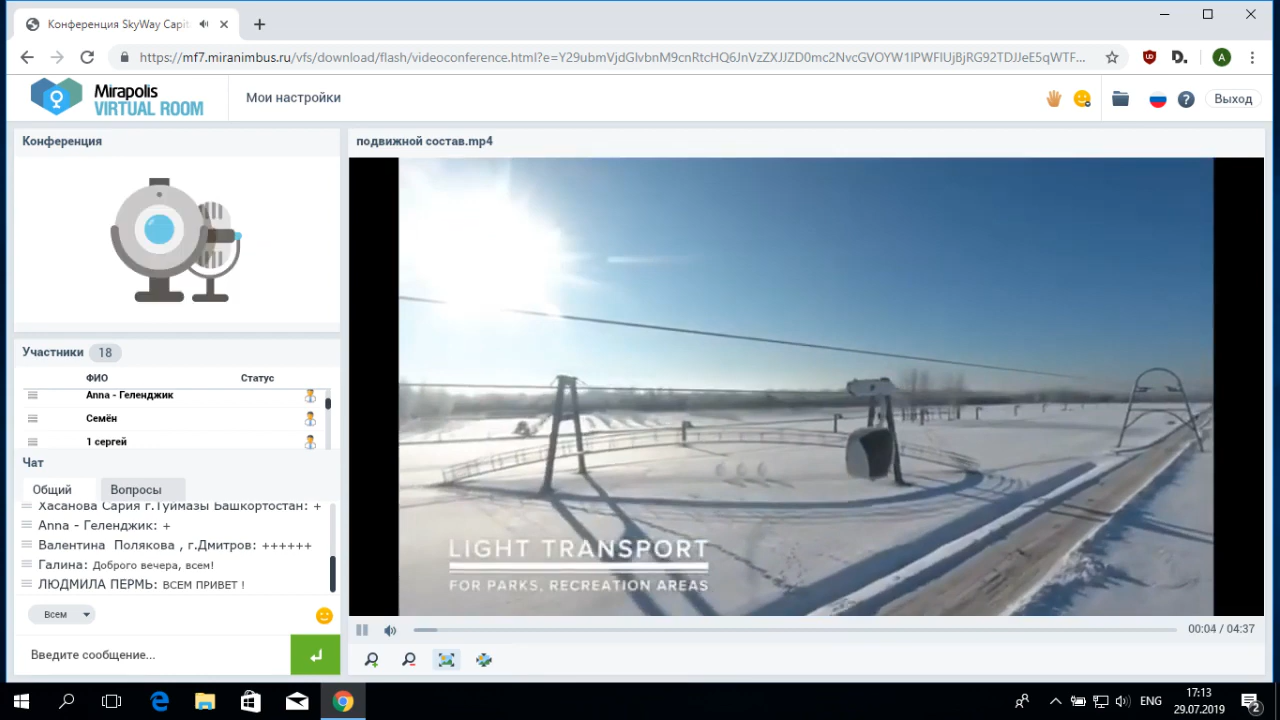 Конференция SkyWay Capi
https://mf7.miranimbus.ru/vfs/download/flash/videoconference.html?e=Y29ubmVjdGlvbnM9cnRtcHQ6JnVzZXJJZD0mc2NvcGVOYW1lPWFlUjBjRG92TDJJeE5qWTF...
Mirapolis
VIRTUAL ROOM
Мои настройки
Выход
Конференция
подвижной состав.mp4
Участники 18
ФИО Статус
Anna - Геленджик
Семён
1 сергей
Чат
Общий Вопросы
Хасанова Сария г.Туймазы Башкортостан: +
Anna - Геленджик: +
Валентина Полякова , г.Дмитров: ++++++
Галина: Доброго вечера, всем!
ЛЮДМИЛА ПЕРМЬ: ВСЕМ ПРИВЕТ !
Всем
Введите сообщение...
LIGHT TRANSPORT
FOR PARKS, RECREATION AREAS
00:04 / 04:37
ENG
17:13
29.07.2019
2